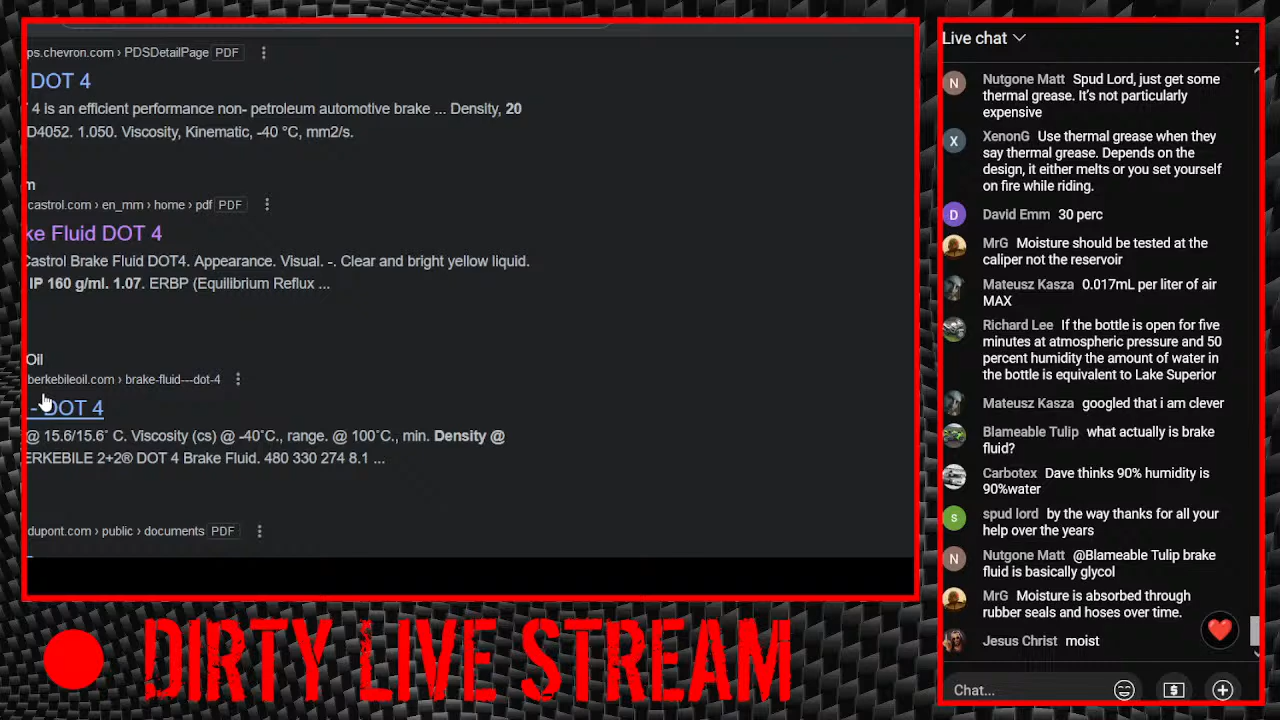 ps.chevron.com › PDSDetailPage PDF
DOT 4
4 is an efficient performance non- petroleum automotive brake ... Density, 20
D4052. 1.050. Viscosity, Kinematic, -40 °C, mm2/s.
m
castrol.com › en_mm › home › pdf PDF
ke Fluid DOT 4
Castrol Brake Fluid DOT4. Appearance. Visual. -. Clear and bright yellow liquid.
IP 160 g/ml. 1.07. ERBP (Equilibrium Reflux ...
Oil
berkebileoil.com › brake-fluid---dot-4
- DOT 4
@ 15.6/15.6˚ C. Viscosity (cs) @ -40˚C., range. @ 100˚C., min. Density @
ERKEBILE 2+2® DOT 4 Brake Fluid. 480 330 274 8.1 ...
dupont.com › public › documents PDF
DIRTY LIVE STREAM
Live chat
N Nutgone Matt Spud Lord, just get some
thermal grease. It’s not particularly
expensive
X XenonG Use thermal grease when they
say thermal grease. Depends on the
design, it either melts or you set yourself
on fire while riding.
D David Emm 30 perc
MrG Moisture should be tested at the
caliper not the reservoir
Mateusz Kasza 0.017mL per liter of air
MAX
Richard Lee If the bottle is open for five
minutes at atmospheric pressure and 50
percent humidity the amount of water in
the bottle is equivalent to Lake Superior
Mateusz Kasza googled that i am clever
Blameable Tulip what actually is brake
fluid?
Carbotex Dave thinks 90% humidity is
90%water
S spud lord by the way thanks for all your
help over the years
N Nutgone Matt @Blameable Tulip brake
fluid is basically glycol
MrG Moisture is absorbed through
rubber seals and hoses over time.
Jesus Christ moist
Chat...